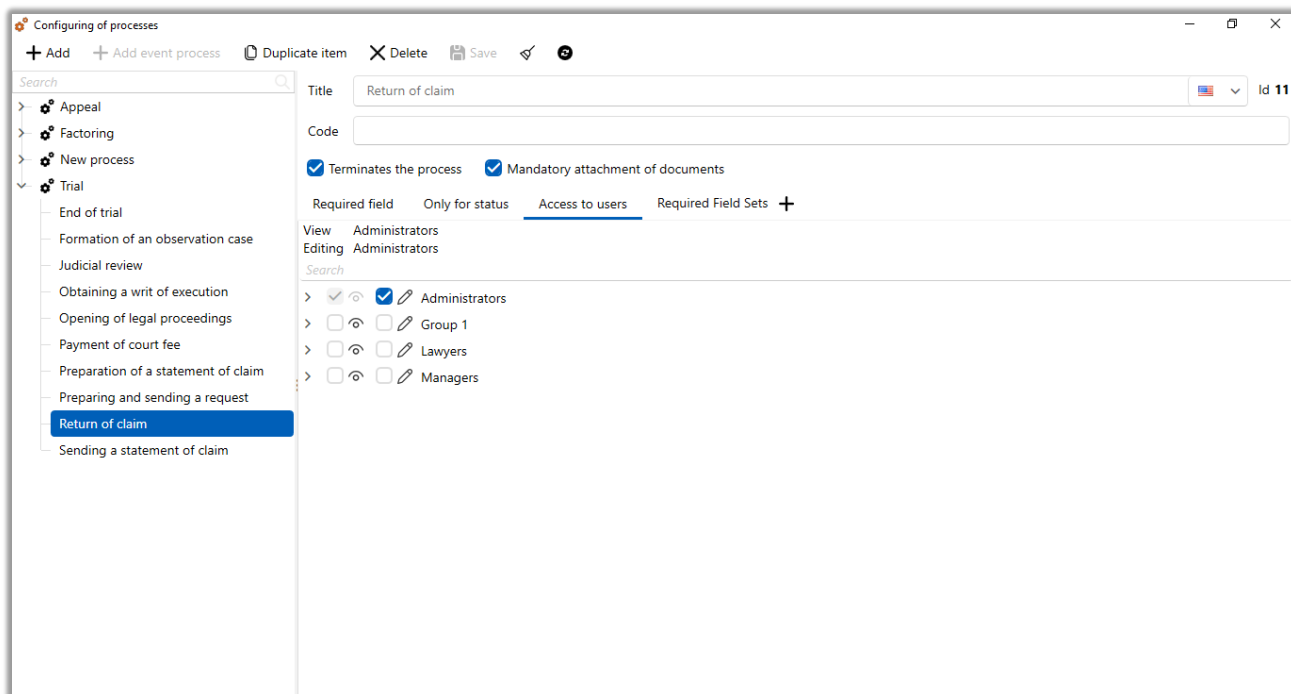 Configuring of processes
Add Add event process Duplicate item Delete Save
Search
Appeal
Factoring
New process
Trial
End of trial
Formation of an observation case
Judicial review
Obtaining a writ of execution
Opening of legal proceedings
Payment of court fee
Preparation of a statement of claim
Preparing and sending a request
Return of claim
Sending a statement of claim
Title Return of claim Id 11
Code
Terminates the process Mandatory attachment of documents
Required field Only for status Access to users Required Field Sets
View Administrators
Editing Administrators
Search
Administrators
Group 1
Lawyers
Managers